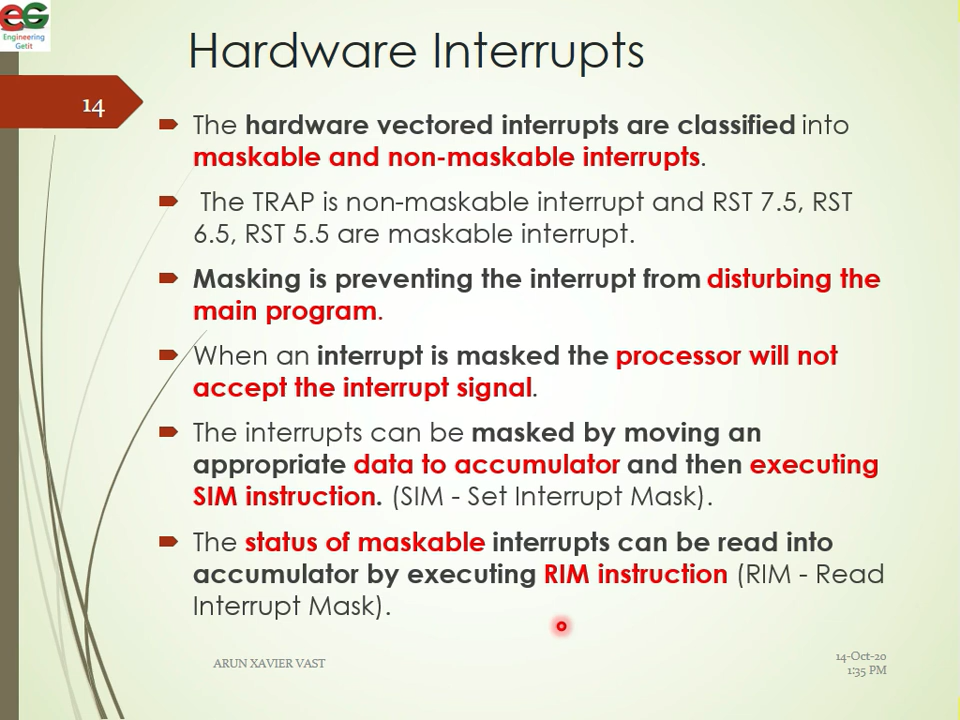 eG
Engineering
Getit
Hardware Interrupts
14
The hardware vectored interrupts are classified into
maskable and non-maskable interrupts.
The TRAP is non-maskable interrupt and RST 7.5, RST
6.5, RST 5.5 are maskable interrupt.
Masking is preventing the interrupt from disturbing the
main program.
When an interrupt is masked the processor will not
accept the interrupt signal.
The interrupts can be masked by moving an
appropriate data to accumulator and then executing
SIM instruction. (SIM - Set Interrupt Mask).
The status of maskable interrupts can be read into
accumulator by executing RIM instruction (RIM - Read
Interrupt Mask).
ARUN XAVIER VAST
14-Oct-20
1:35 PM